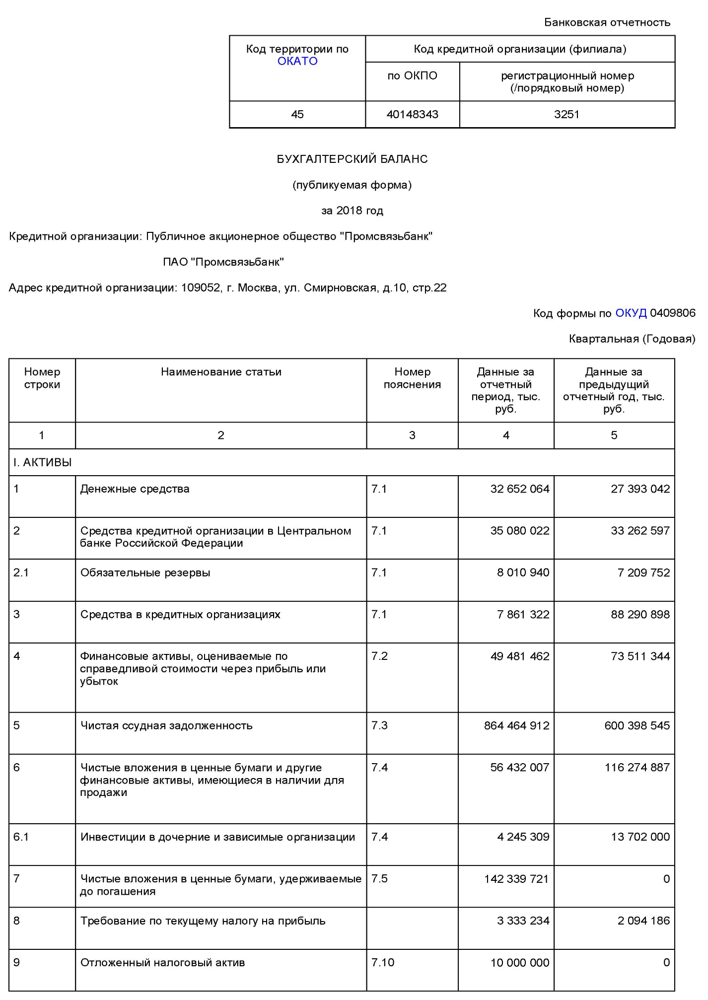 Банковская отчетность
Код территории по
ОКАТО
Код кредитной организации (филиала)
по ОКПО
регистрационный номер
(/порядковый номер)
45
40148343
3251
БУХГАЛТЕРСКИЙ БАЛАНС
(публикуемая форма)
за 2018 год
Кредитной организации: Публичное акционерное общество "Промсвязьбанк"
ПАО "Промсвязьбанк"
Адрес кредитной организации: 109052, г. Москва, ул. Смирновская, д.10, стр.22
Код формы по ОКУД 0409806
Квартальная (Годовая)
Номер
строки
Наименование статьи
Номер
пояснения
Данные за
отчетный
период, тыс.
руб.
Данные за
предыдущий
отчетный год, тыс.
руб.
1
2
3
4
5
I. АКТИВЫ
1
Денежные средства
7.1
32 652 064
27 393 042
2
Средства кредитной организации в Центральном
банке Российской Федерации
7.1
35 080 022
33 262 597
2.1
Обязательные резервы
7.1
8 010 940
7 209 752
3
Средства в кредитных организациях
7.1
7 861 322
88 290 898
4
Финансовые активы, оцениваемые по
справедливой стоимости через прибыль или
убыток
7.2
49 481 462
73 511 344
5
Чистая ссудная задолженность
7.3
864 464 912
600 398 545
6
Чистые вложения в ценные бумаги и другие
финансовые активы, имеющиеся в наличии для
продажи
7.4
56 432 007
116 274 887
6.1
Инвестиции в дочерние и зависимые организации
7.4
4 245 309
13 702 000
7
Чистые вложения в ценные бумаги, удерживаемые
до погашения
7.5
142 339 721
0
8
Требование по текущему налогу на прибыль
3 333 234
2 094 186
9
Отложенный налоговый актив
7.10
10 000 000
0